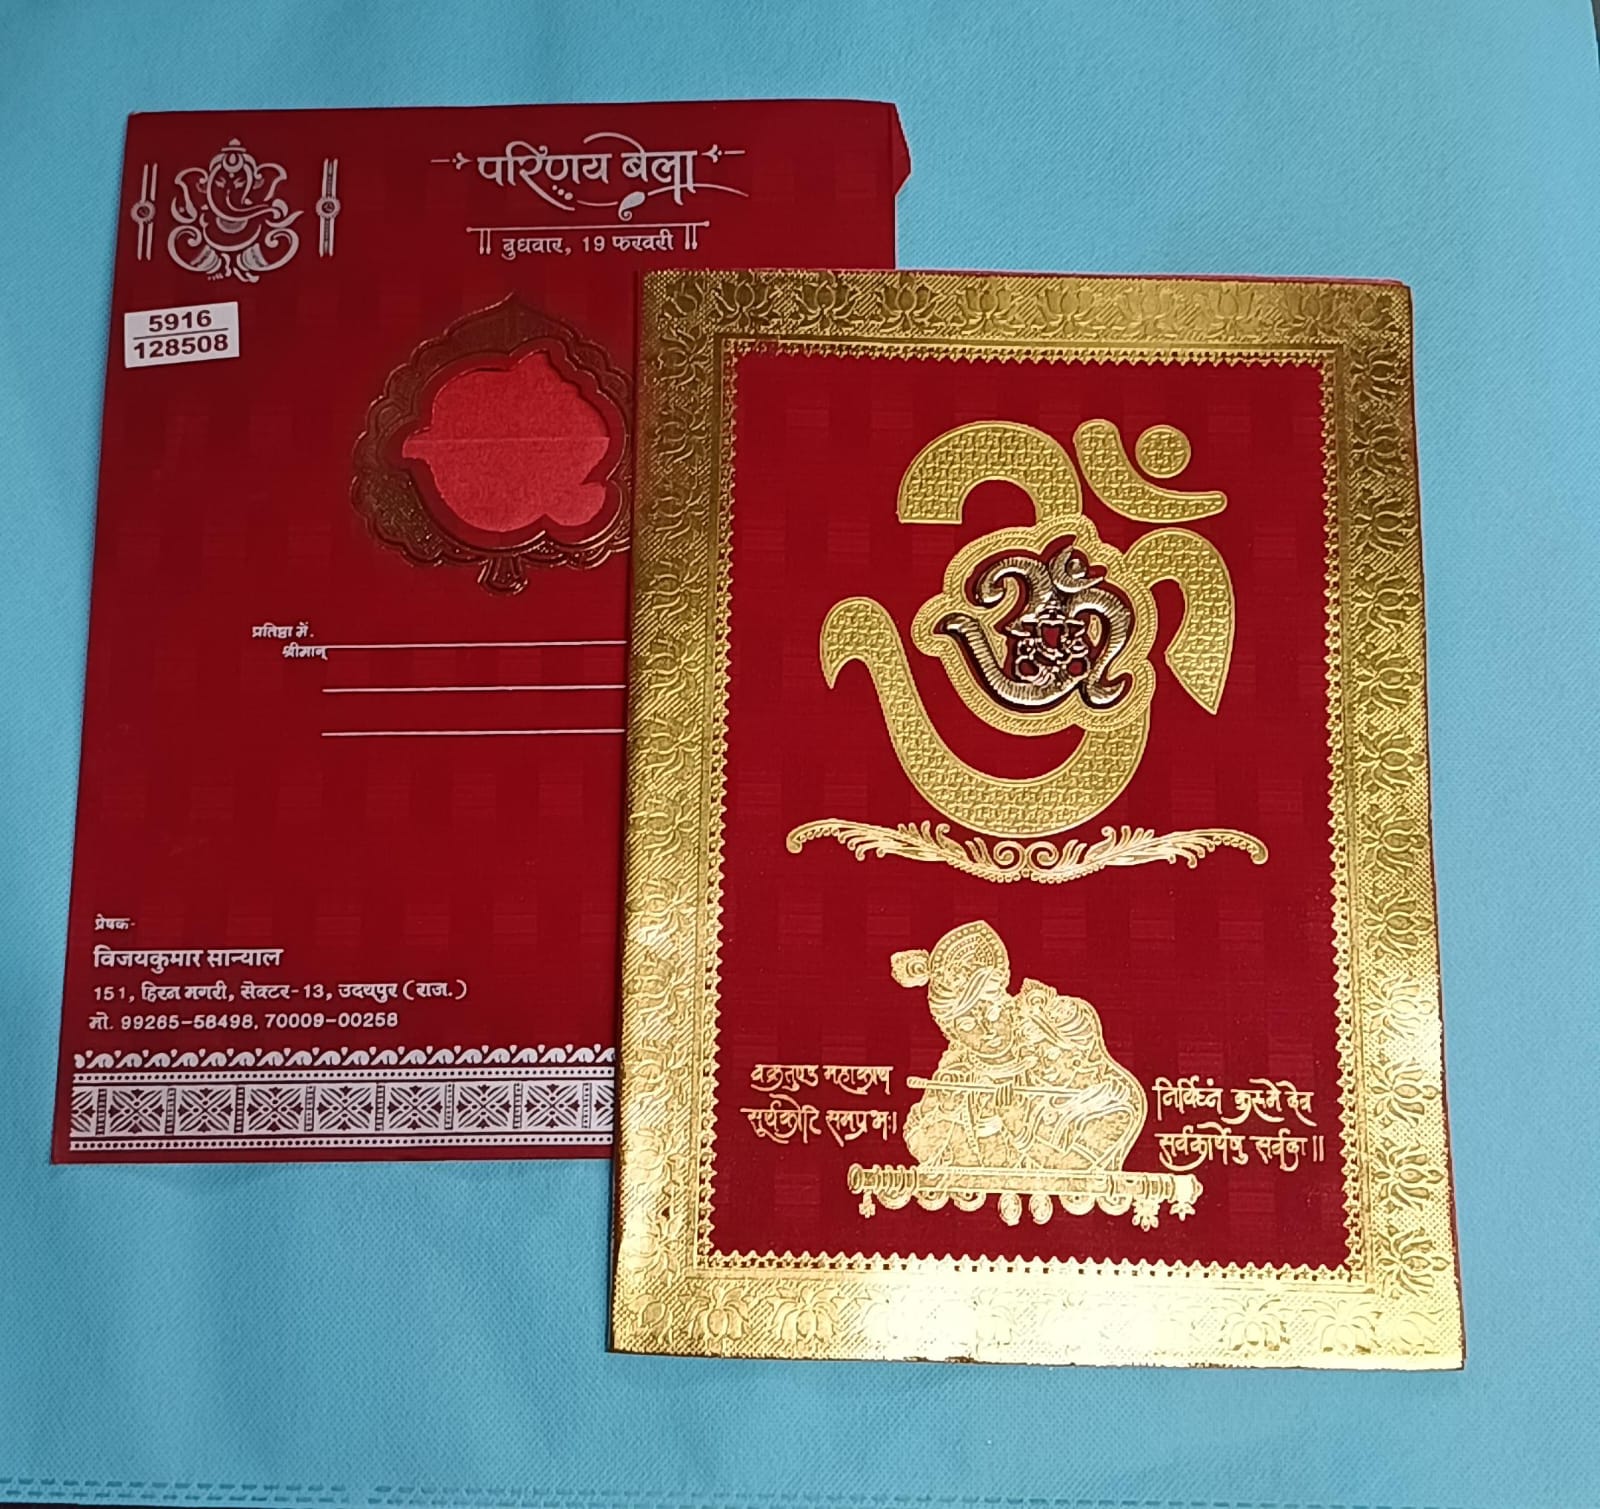 परिणय बेला
बुधवार, 19 फरवरी
5916
128508
प्रतिष्ठा में.
श्रीमान्
प्रेषक-
विजयकुमार सान्याल
151, हिरन मगरी, सेक्टर-13, उदयपुर (राज.)
मो. 99265-56498, 70009-00258
वक्रतुण्ड महाकाय
सूर्यकोटि समप्रभः।
निर्विघ्नं कुरूमे देव
सर्वकार्येषु सर्वदा॥